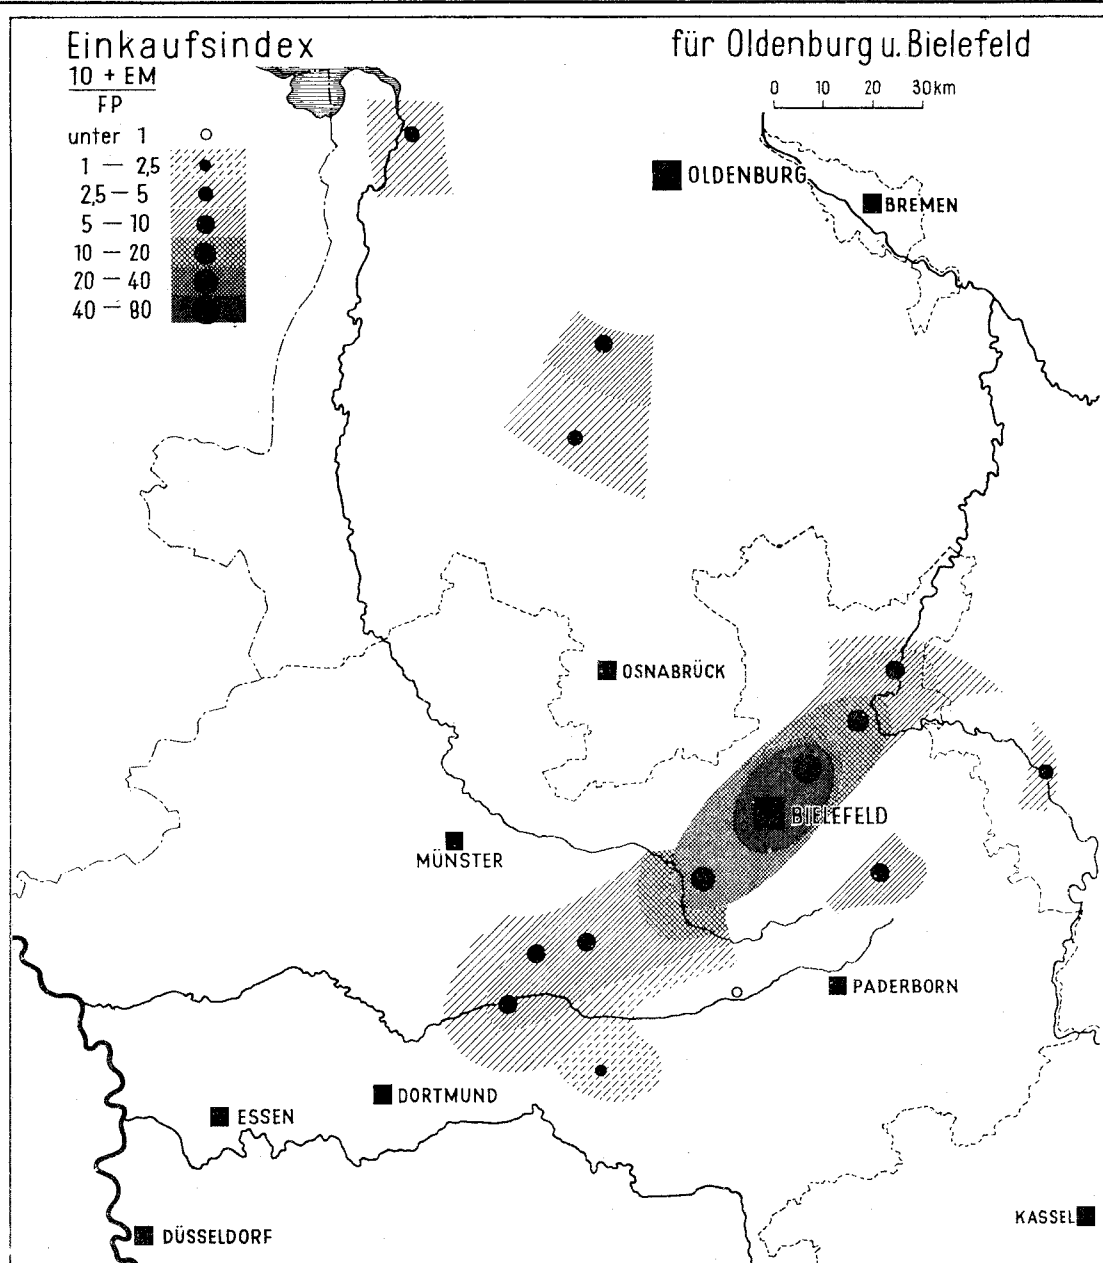 Einkaufsindex für Oldenburg u. Bielefeld
10 + EM
FP
0 10 20 30km
unter 1
1 — 2,5
2,5 — 5
5 — 10
10 — 20
20 — 40
40 — 80
OLDENBURG
BREMEN
OSNABRÜCK
BIELEFELD
MÜNSTER
PADERBORN
DORTMUND
ESSEN
KASSEL
DÜSSELDORF